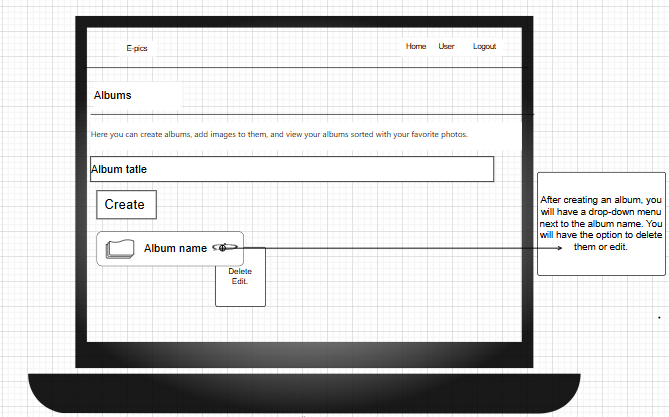 E-pics Home User Logout
Albums
Here you can create albums, add images to them, and view your albums sorted with your favorite photos.
Album tatle
Create
Album name
Delete
Edit.
After creating an album, you
will have a drop-down menu
next to the album name. You
will have the option to delete
them or edit.